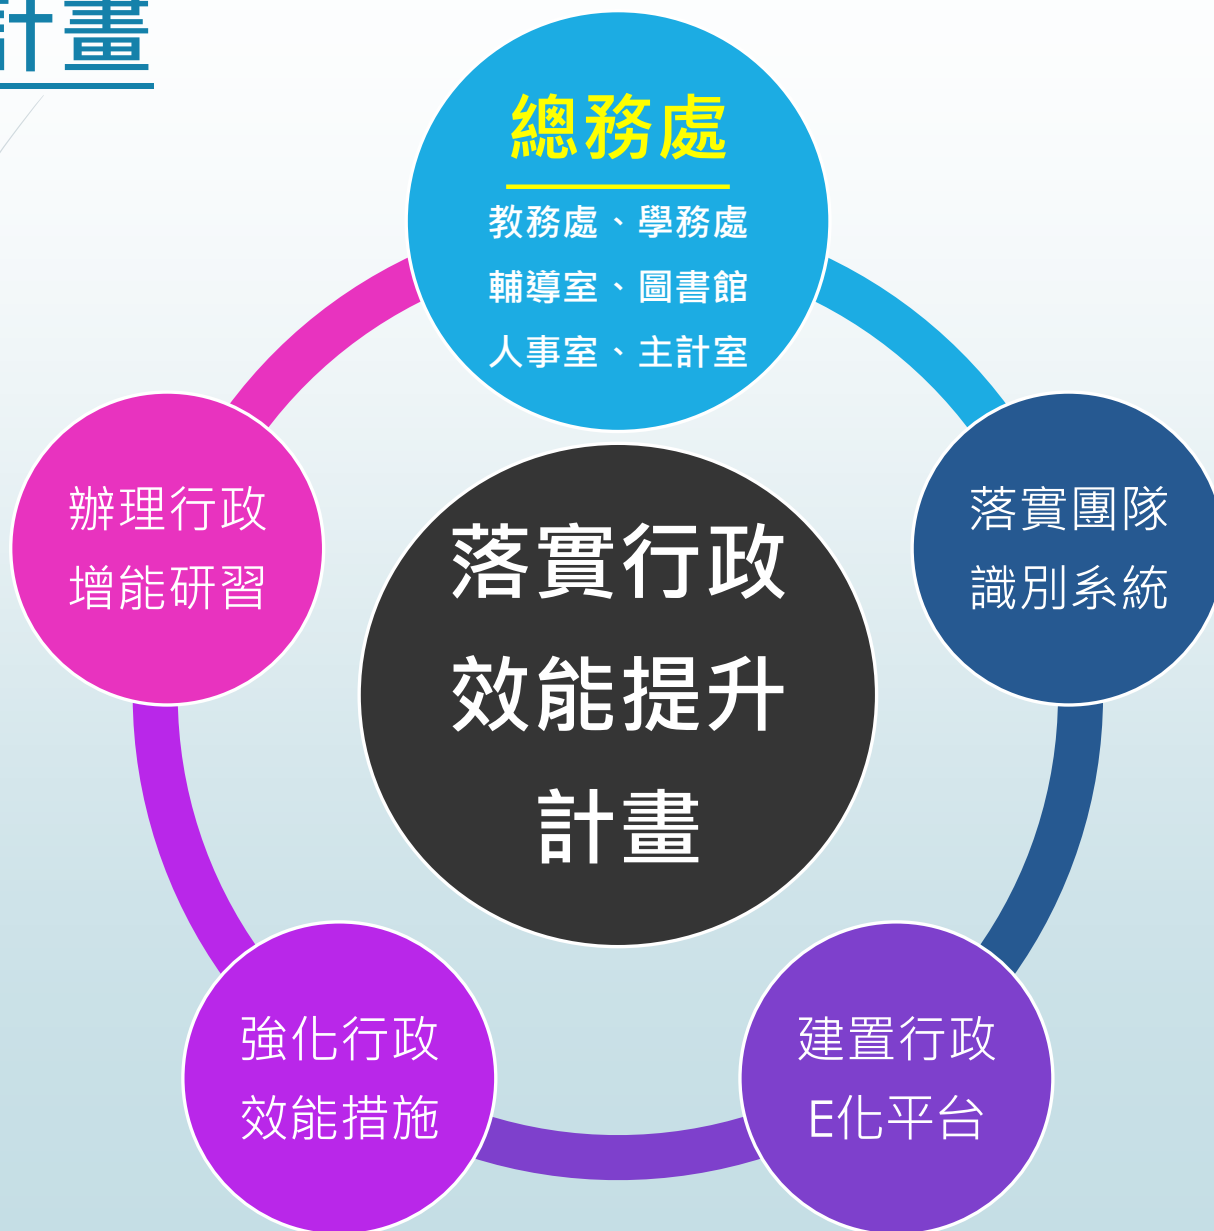 計畫
總務處
教務處、學務處
輔導室、圖書館
人事室、主計室
辦理行政
增能研習
落實團隊
識別系統
落實行政
效能提升
計畫
強化行政
效能措施
建置行政
E化平台